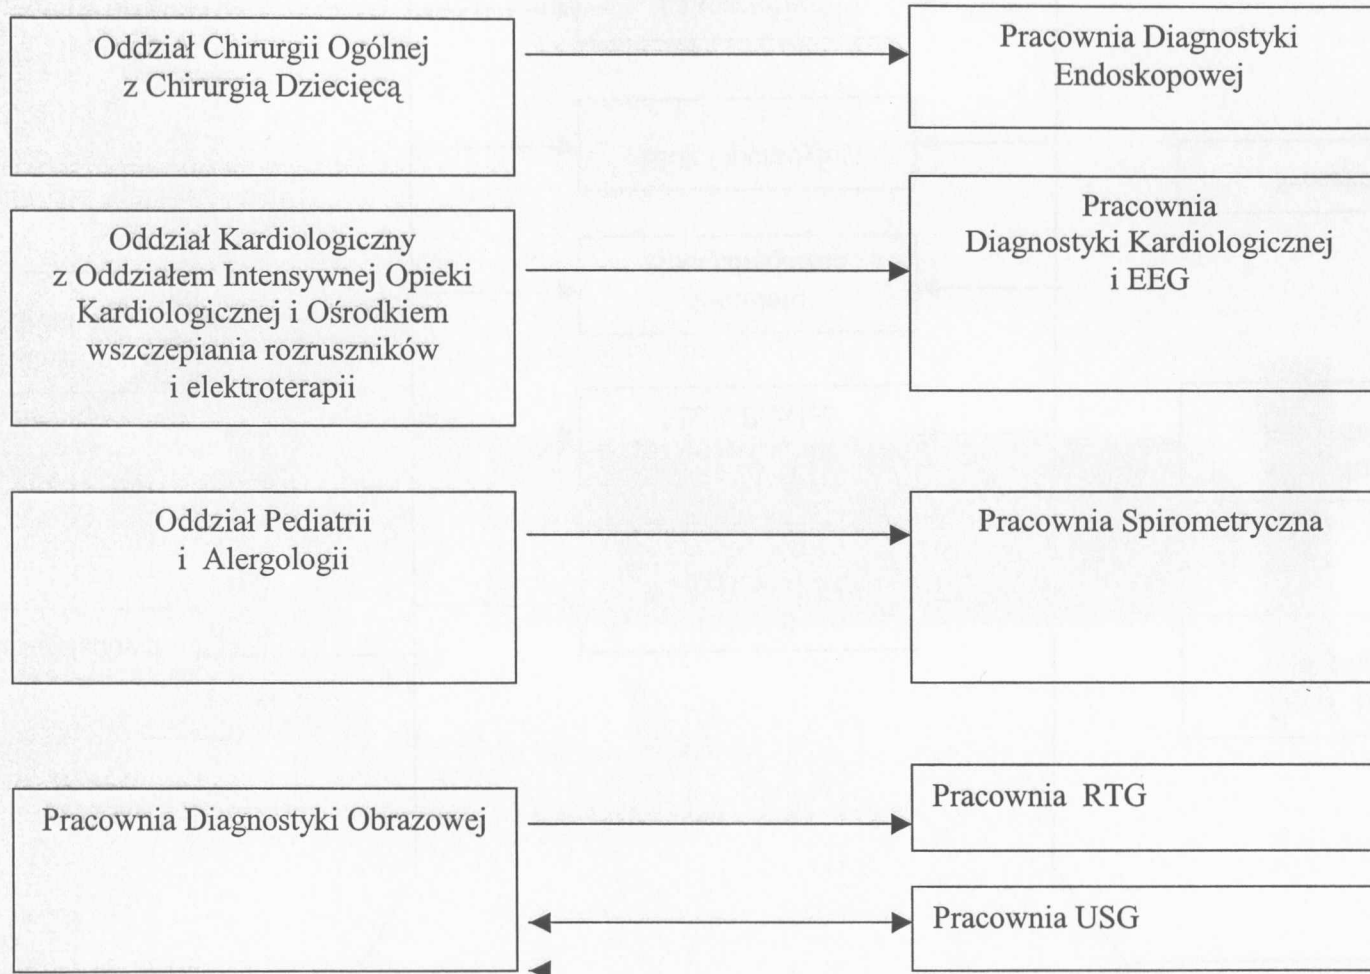 Oddział Chirurgii Ogólnej
z Chirurgią Dziecięcą
Pracownia Diagnostyki
Endoskopowej
Oddział Kardiologiczny
z Oddziałem Intensywnej Opieki
Kardiologicznej i Ośrodkiem
wszczepiania rozruszników
i elektroterapii
Pracownia
Diagnostyki Kardiologicznej
i EEG
Oddział Pediatrii
i Alergologii
Pracownia Spirometryczna
Pracownia Diagnostyki Obrazowej
Pracownia RTG
Pracownia USG